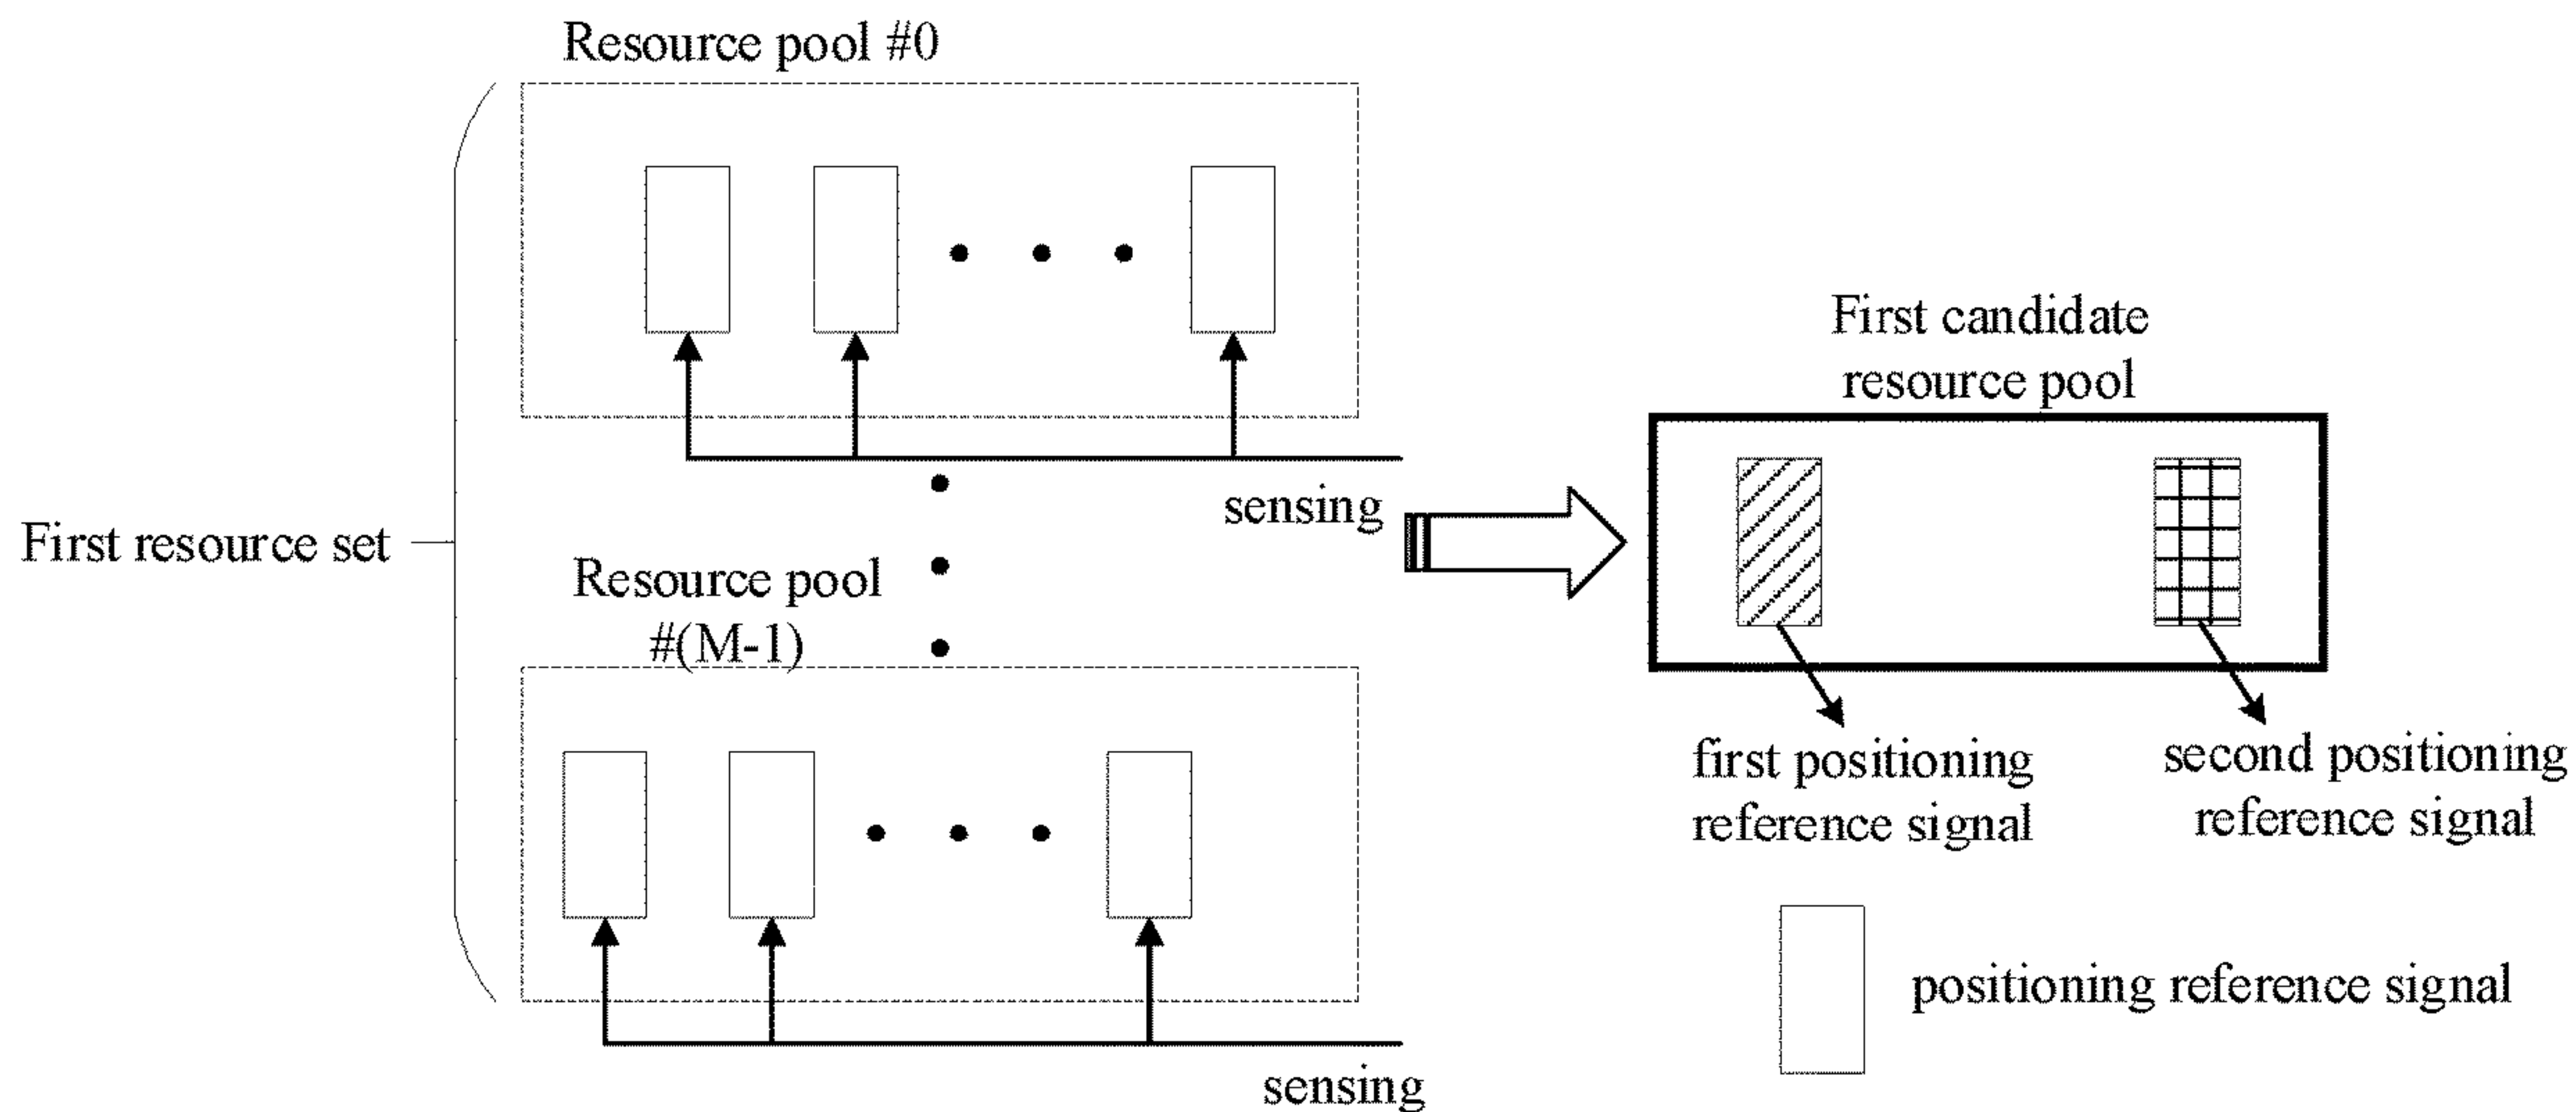 Resource pool #0
First resource set
sensing
Resource pool
#(M-1)
sensing
First candidate
resource pool
first positioning
reference signal
second positioning
reference signal
positioning reference signal